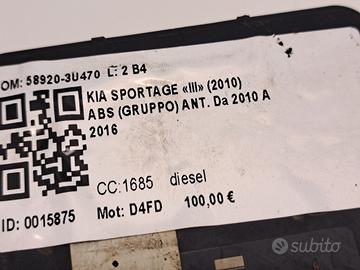 OM: 58920-3U470 L: 2 B4
KIA SPORTAGE «III» (2010)
ABS (GRUPPO) ANT. Da 2010 A
2016
CC:1685 diesel
ID: 0015875 Mot: D4FD 100,00 €
subito